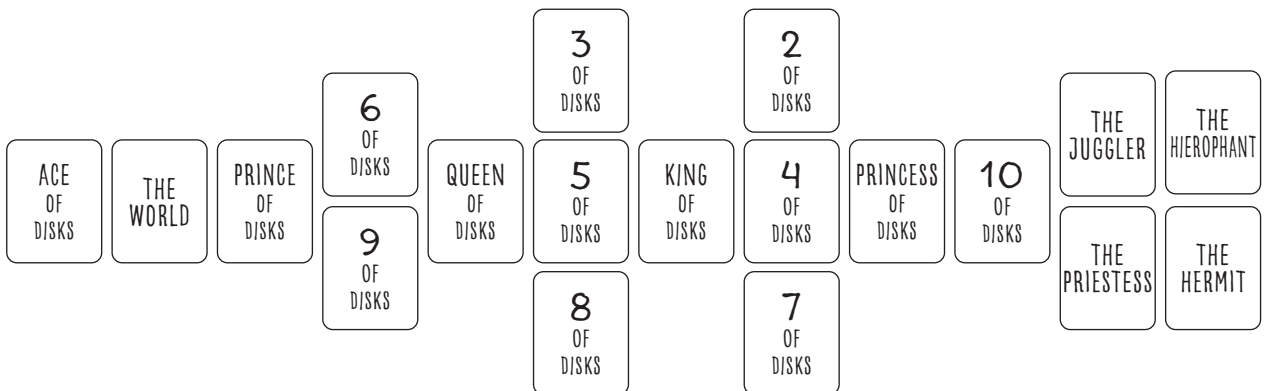 ACE
OF
DISKS
THE
WORLD
PRINCE
OF
DISKS
6
OF
DISKS
9
OF
DISKS
QUEEN
OF
DISKS
3
OF
DISKS
5
OF
DISKS
8
OF
DISKS
KING
OF
DISKS
2
OF
DISKS
4
OF
DISKS
7
OF
DISKS
PRINCESS
OF
DISKS
10
OF
DISKS
THE
JUGGLER
THE
HIEROPHANT
THE
PRIESTESS
THE
HERMIT